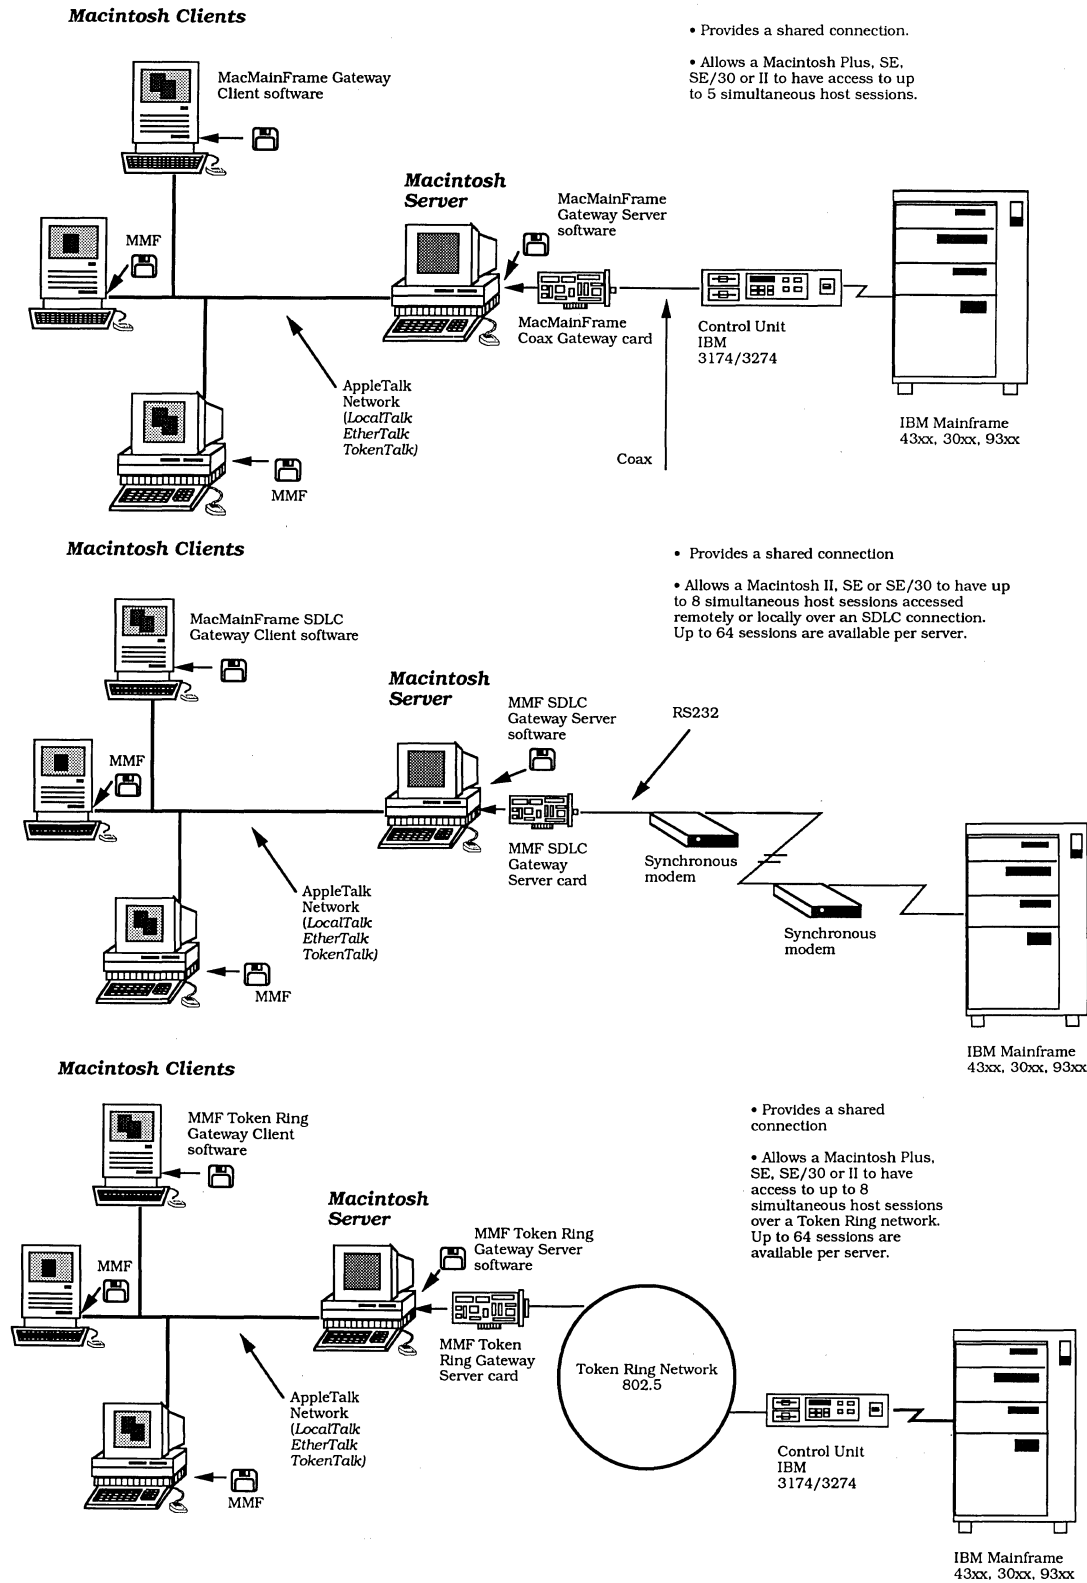 Macintosh Clients
• Provides a shared connection.
• Allows a Macintosh Plus, SE,
SE/30 or II to have access to up
to 5 simultaneous host sessions.
MacMainFrame Gateway
Client software
Macintosh
Server
MacMainFrame
Gateway Server
software
MMF
MacMainFrame
Coax Gateway card
Control Unit
IBM
3174/3274
AppleTalk
Network
(LocalTalk
EtherTalk
TokenTalk)
IBM Mainframe
43xx, 30xx, 93xx
Coax
MMF
Macintosh Clients
• Provides a shared connection
• Allows a Macintosh II, SE or SE/30 to have up
to 8 simultaneous host sessions accessed
remotely or locally over an SDLC connection.
Up to 64 sessions are available per server.
MacMainFrame SDLC
Gateway Client software
Macintosh
Server
MMF SDLC
Gateway Server
software
RS232
MMF
MMF SDLC
Gateway
Server card
Synchronous
modem
AppleTalk
Network
(LocalTalk
EtherTalk
TokenTalk)
Synchronous
modem
MMF
IBM Mainframe
43xx, 30xx, 93xx
Macintosh Clients
• Provides a shared
connection
• Allows a Macintosh Plus,
SE, SE/30 or II to have
access to up to 8
simultaneous host sessions
over a Token Ring network.
Up to 64 sessions are
available per server.
MMF Token Ring
Gateway Client
software
Macintosh
Server
MMF Token Ring
Gateway Server
software
MMF
MMF Token
Ring Gateway
Server card
Token Ring Network
802.5
AppleTalk
Network
(LocalTalk
EtherTalk
TokenTalk)
Control Unit
IBM
3174/3274
MMF
IBM Mainframe
43xx, 30xx, 93xx